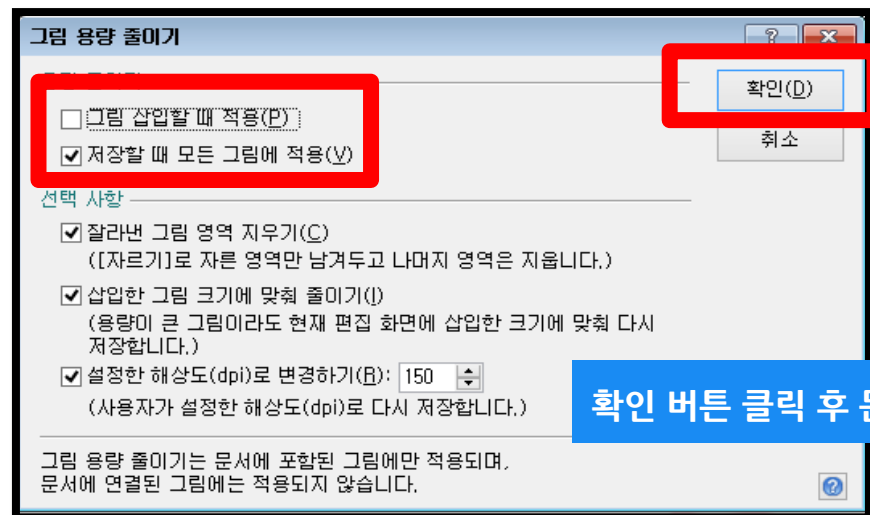 그림 용량 줄이기
확인(D)
그림 삽입할 때 적용(P)
저장할 때 모든 그림에 적용(V)
취소
선택 사항
잘라낸 그림 영역 지우기(C)
([자르기]로 자른 영역만 남겨두고 나머지 영역은 지웁니다.)
삽입한 그림 크기에 맞춰 줄이기(I)
(용량이 큰 그림이라도 현재 편집 화면에 삽입한 크기에 맞춰 다시
저장합니다.)
설정한 해상도(dpi)로 변경하기(R): 150
(사용자가 설정한 해상도(dpi)로 다시 저장합니다.)
확인 버튼 클릭 후
그림 용량 줄이기는 문서에 포함된 그림에만 적용되며,
문서에 연결된 그림에는 적용되지 않습니다.